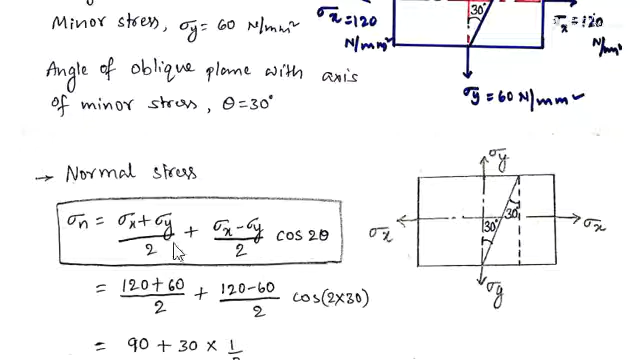 Minor stress, σy = 60 N/mm²
Angle of oblique plane with axis
of minor stress, θ = 30°
σx = 120
N/mm²
30°
σx = 120
N/mm²
σy = 60 N/mm²
→ Normal stress
σn = (σx + σy)/2 + (σx - σy)/2 cos 2θ
= (120 + 60)/2 + (120 - 60)/2 cos(2×30)
= 90 + 30 × 1/2
σy
σx
30°
30
σx
σy